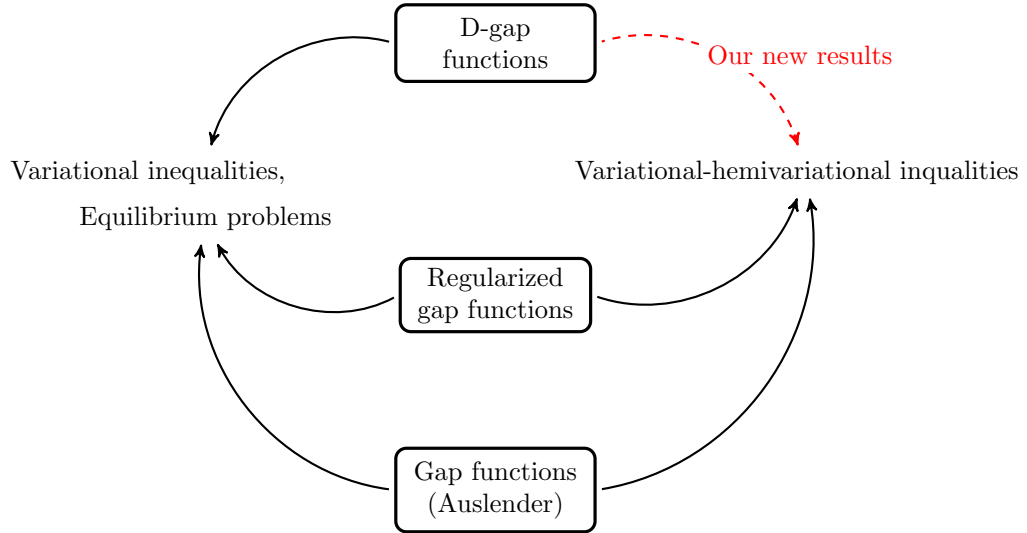 D-gap
functions
Our new results
Variational inequalities,
Equilibrium problems
Variational-hemivariational inqualities
Regularized
gap functions
Gap functions
(Auslender)